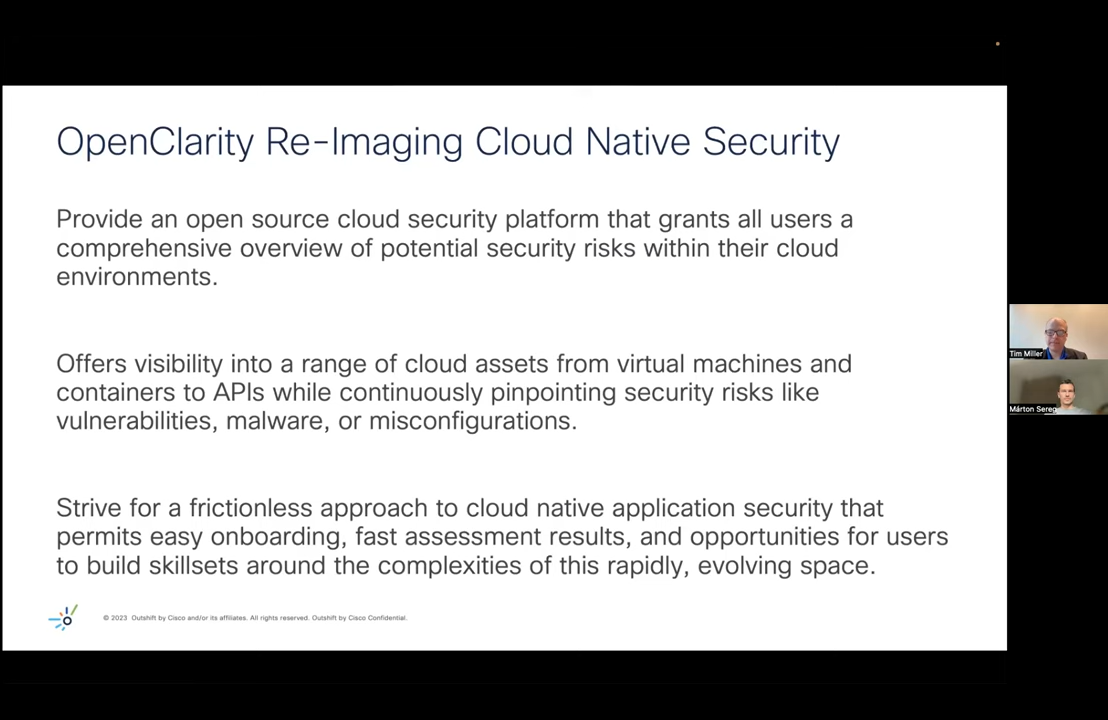 OpenClarity Re-Imaging Cloud Native Security
Provide an open source cloud security platform that grants all users a
comprehensive overview of potential security risks within their cloud
environments.
Offers visibility into a range of cloud assets from virtual machines and
containers to APIs while continuously pinpointing security risks like
vulnerabilities, malware, or misconfigurations.
Strive for a frictionless approach to cloud native application security that
permits easy onboarding, fast assessment results, and opportunities for users
to build skillsets around the complexities of this rapidly, evolving space.
© 2023 Outshift by Cisco and/or its affiliates. All rights reserved. Outshift by Cisco Confidential.
Tim Miller
Márton Sereg